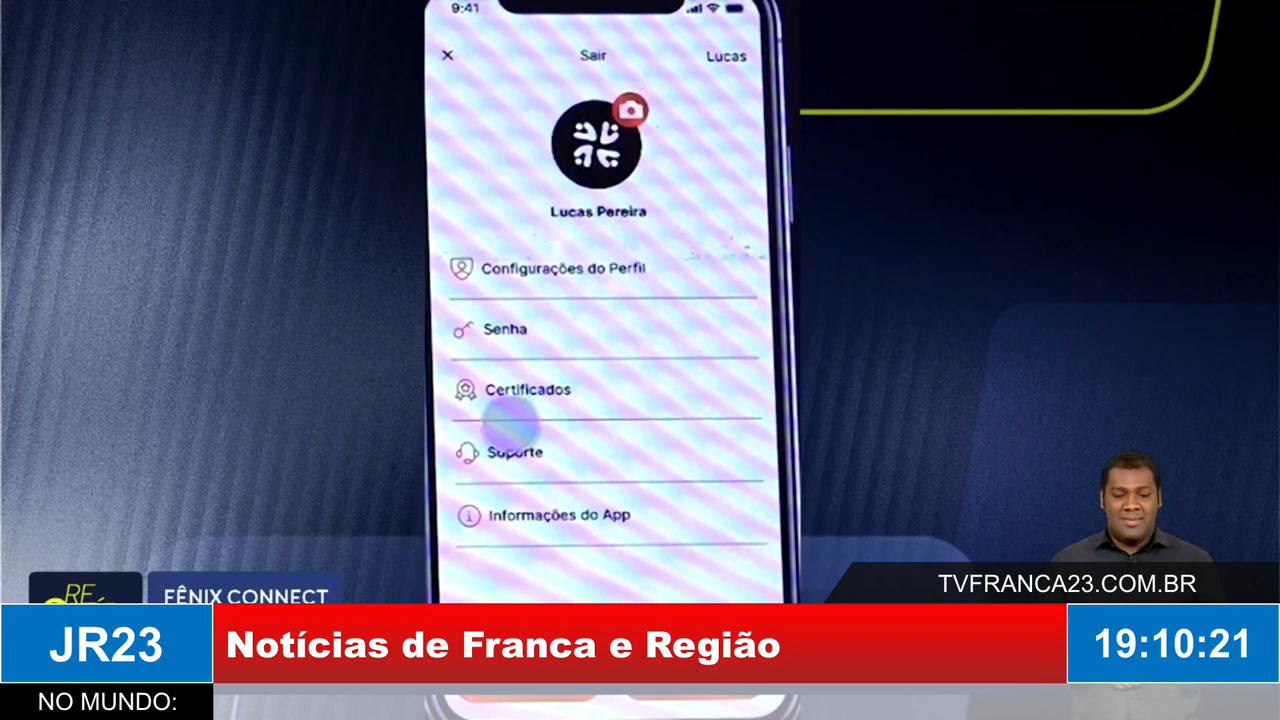 9:41
Sair
Lucas
Lucas Pereira
Configurações do Perfil
Senha
Certificados
Suporte
Informações do App
RE
FÊNIX CONNECT
TVFRANCA23.COM.BR
JR23
Notícias de Franca e Região
19:10:21
NO MUNDO: